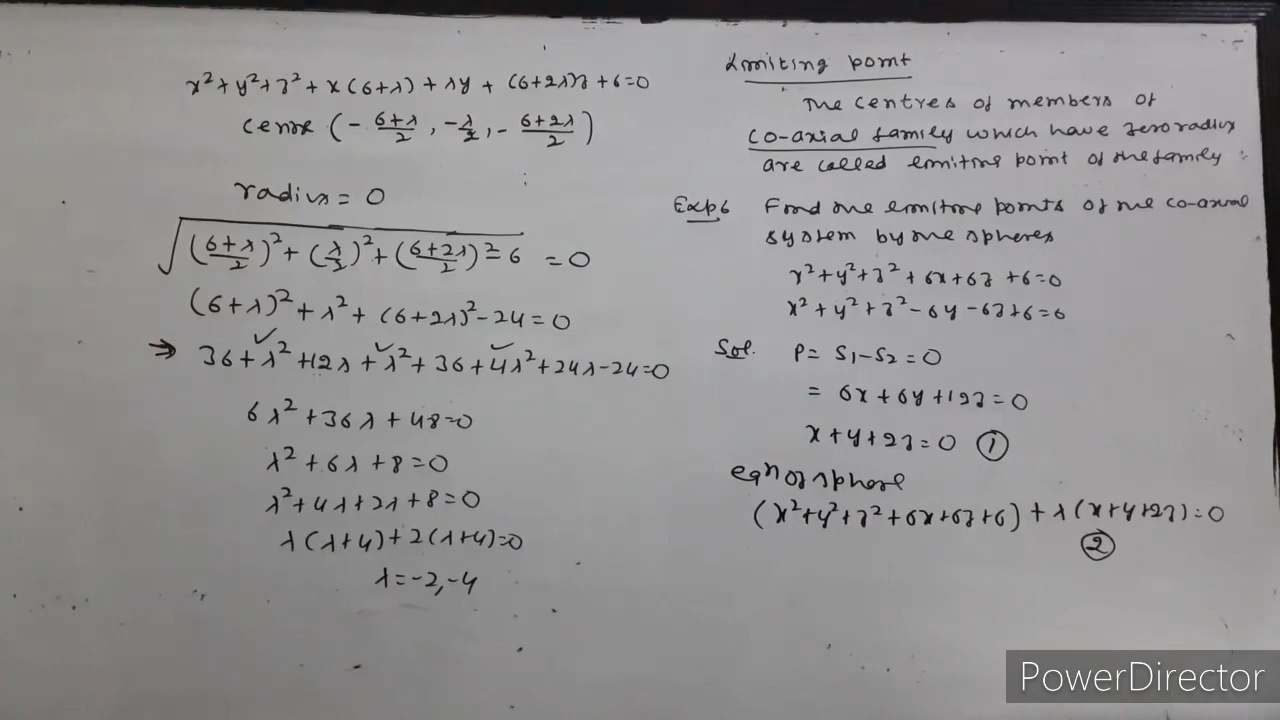 Limiting point
The centres of members of
co-axial family which have zero radius
are called limiting point of the family.
Exp 6 Find the limiting points of the co-axial
system by the spheres
x²+y²+z²+6x+6z+6=0
x²+y²+z²-6y-6z+6=0
Sol. P= S₁-S₂=0
= 6x+6y+12z=0
x+y+2z=0 ①
eqn of sphere
(x²+y²+z²+6x+6z+6)+λ(x+y+2z)=0
②
x²+y²+z²+x(6+λ)+λy+(6+2λ)z+6=0
centre (-(6+λ)/2, -λ/2, -(6+2λ)/2)
radius = 0
√(((6+λ)/2)²+(λ/2)²+((6+2λ)/2)²-6) = 0
(6+λ)²+λ²+(6+2λ)²-24=0
⇒ 36+λ²+12λ+λ²+36+4λ²+24λ-24=0
6λ²+36λ+48=0
λ²+6λ+8=0
λ²+4λ+2λ+8=0
λ(λ+4)+2(λ+4)=0
λ=-2,-4
PowerDirector